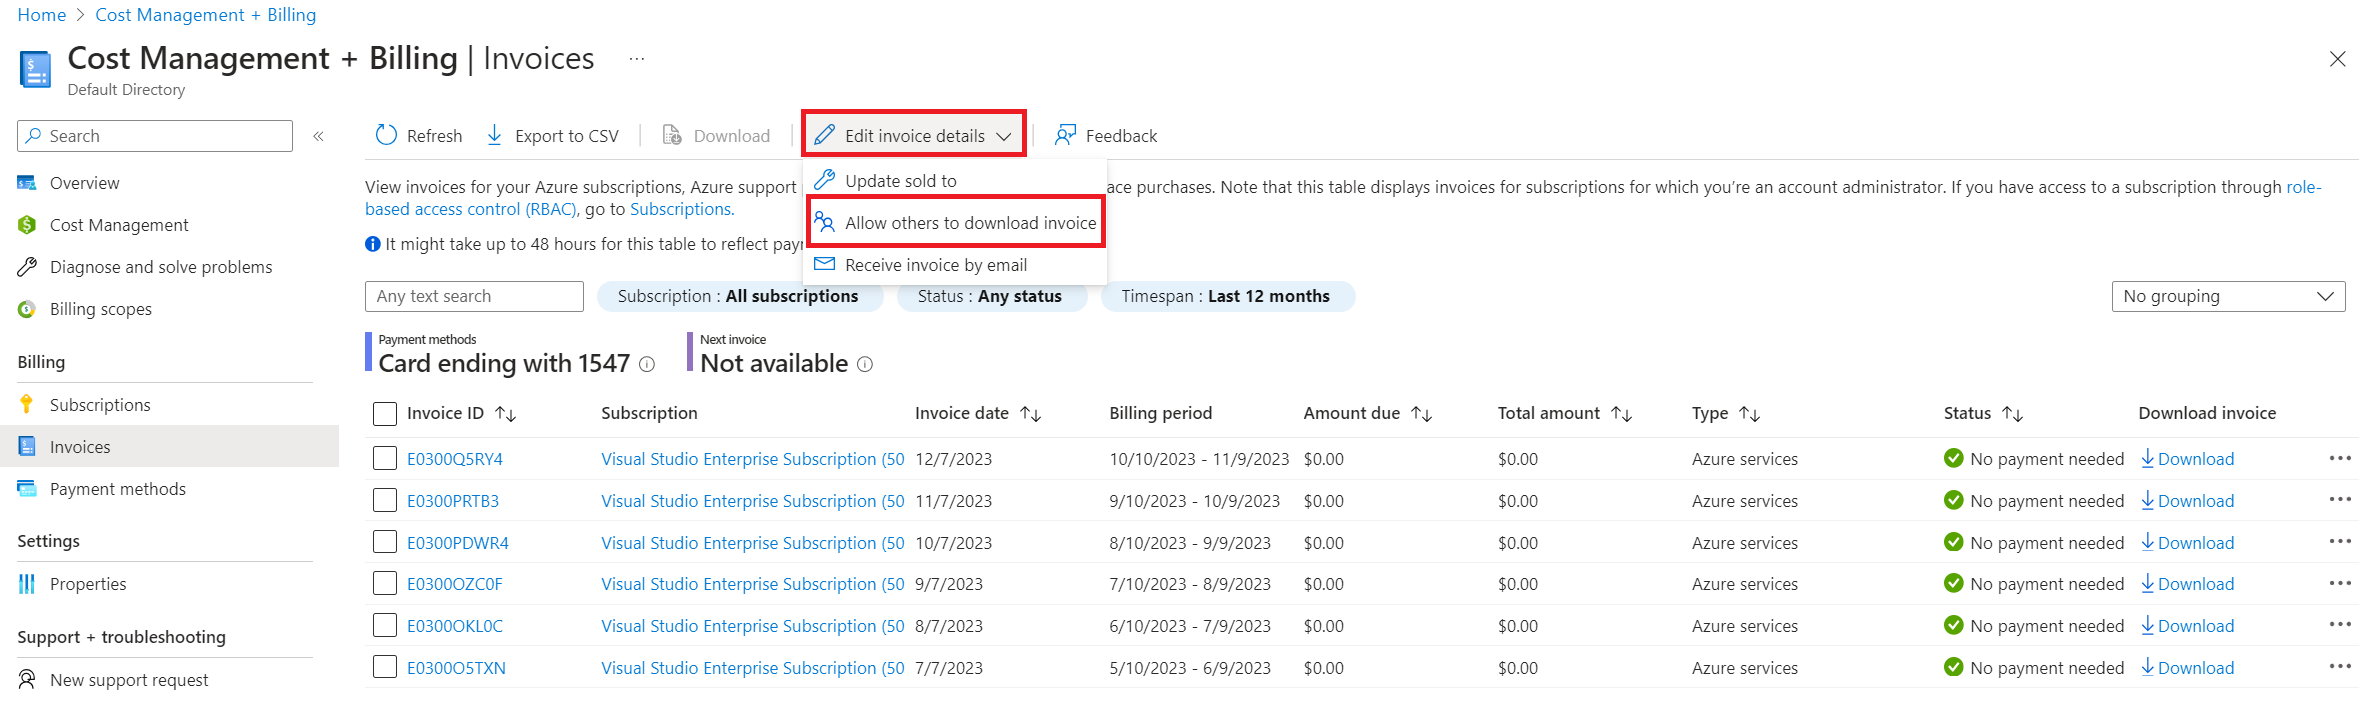 Home > Cost Management + Billing
Cost Management + Billing | Invoices ...
Default Directory
Search «
Overview
Cost Management
Diagnose and solve problems
Billing scopes
Billing
Subscriptions
Invoices
Payment methods
Settings
Properties
Support + troubleshooting
New support request
Refresh Export to CSV Download Edit invoice details Feedback
Update sold to
Allow others to download invoice
Receive invoice by email
View invoices for your Azure subscriptions, Azure support ace purchases. Note that this table displays invoices for subscriptions for which you're an account administrator. If you have access to a subscription through role-
based access control (RBAC), go to Subscriptions.
It might take up to 48 hours for this table to reflect payr
Any text search Subscription : All subscriptions Status : Any status Timespan : Last 12 months No grouping
Payment methods
Card ending with 1547
Next invoice
Not available
Invoice ID Subscription Invoice date Billing period Amount due Total amount Type Status Download invoice
E0300Q5RY4 Visual Studio Enterprise Subscription (50 12/7/2023 10/10/2023 - 11/9/2023 $0.00 $0.00 Azure services No payment needed Download ...
E0300PRTB3 Visual Studio Enterprise Subscription (50 11/7/2023 9/10/2023 - 10/9/2023 $0.00 $0.00 Azure services No payment needed Download ...
E0300PDWR4 Visual Studio Enterprise Subscription (50 10/7/2023 8/10/2023 - 9/9/2023 $0.00 $0.00 Azure services No payment needed Download ...
E0300OZC0F Visual Studio Enterprise Subscription (50 9/7/2023 7/10/2023 - 8/9/2023 $0.00 $0.00 Azure services No payment needed Download ...
E0300OKL0C Visual Studio Enterprise Subscription (50 8/7/2023 6/10/2023 - 7/9/2023 $0.00 $0.00 Azure services No payment needed Download ...
E0300O5TXN Visual Studio Enterprise Subscription (50 7/7/2023 5/10/2023 - 6/9/2023 $0.00 $0.00 Azure services No payment needed Download ...